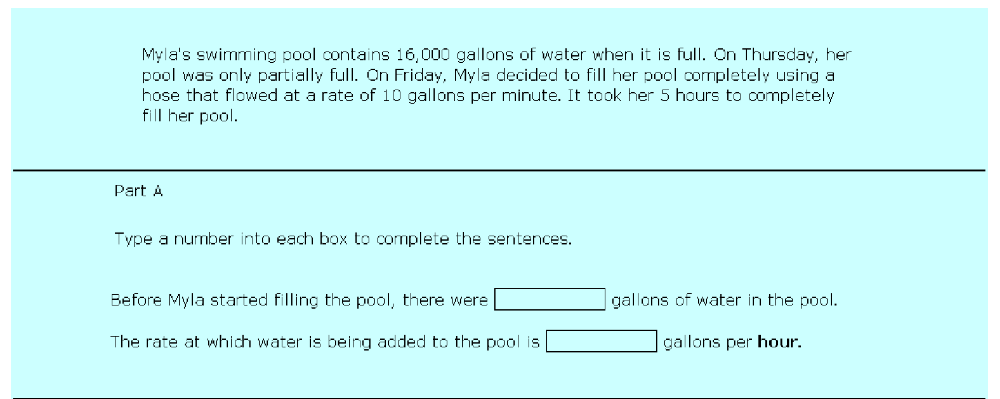 Myla's swimming pool contains 16,000 gallons of water when it is full. On Thursday, her
pool was only partially full. On Friday, Myla decided to fill her pool completely using a
hose that flowed at a rate of 10 gallons per minute. It took her 5 hours to completely
fill her pool.
Part A
Type a number into each box to complete the sentences.
Before Myla started filling the pool, there were gallons of water in the pool.
The rate at which water is being added to the pool is gallons per hour.